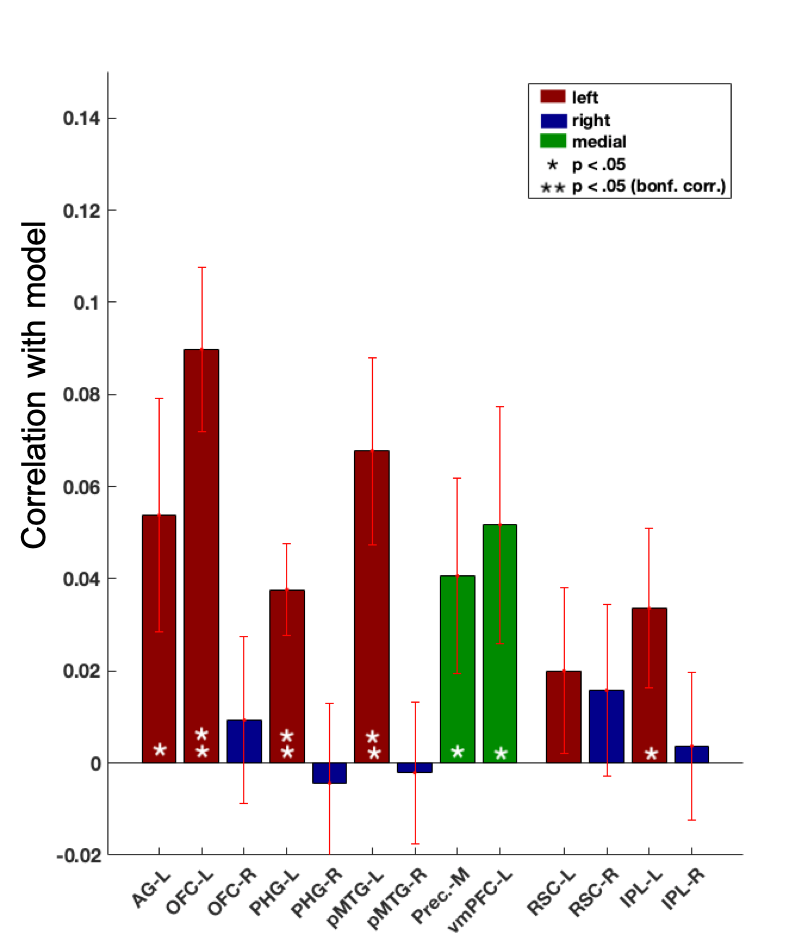 left
right
medial
* p < .05
** p < .05 (bonf. corr.)
Correlation with model
0.14
0.12
0.1
0.08
0.06
0.04
0.02
0
-0.02
* ** ** ** * * *
AG-L OFC-L OFC-R PHG-L PHG-R pMTG-L pMTG-R Prec.-M vmPFC-L RSC-L RSC-R IPL-L IPL-R